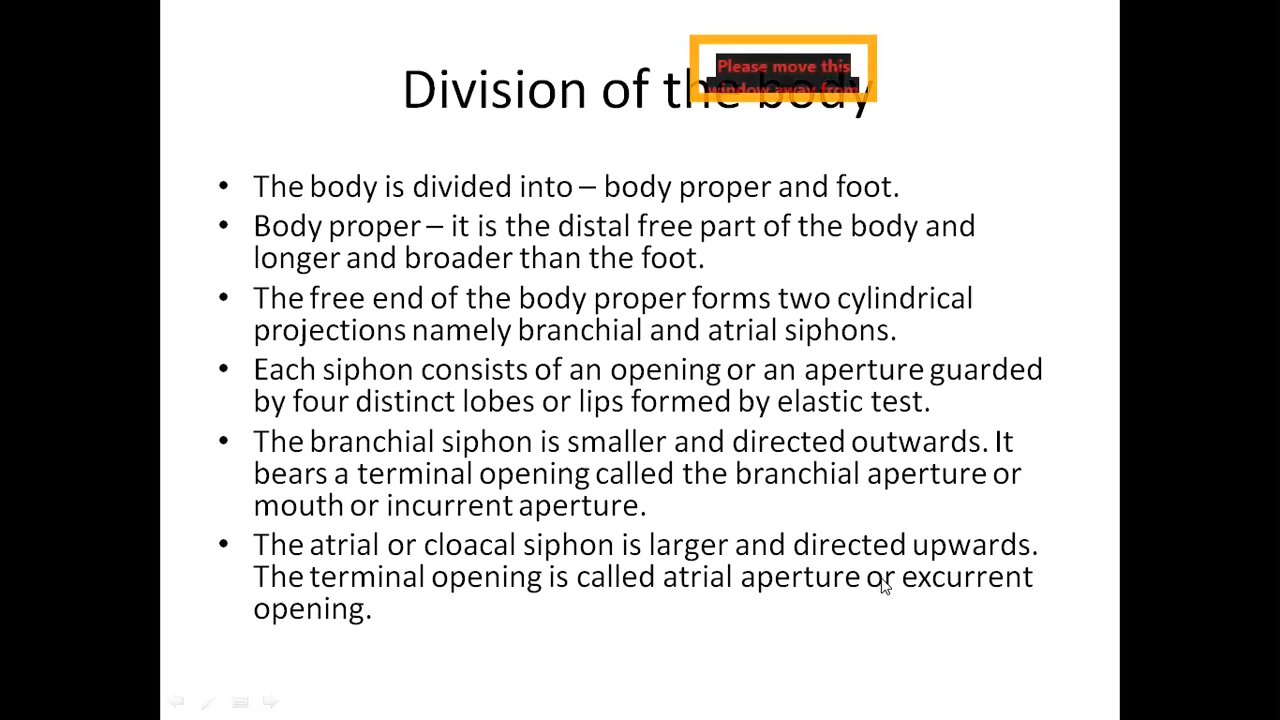 Please move this
window away from
Division of the body
• The body is divided into – body proper and foot.
• Body proper – it is the distal free part of the body and
longer and broader than the foot.
• The free end of the body proper forms two cylindrical
projections namely branchial and atrial siphons.
• Each siphon consists of an opening or an aperture guarded
by four distinct lobes or lips formed by elastic test.
• The branchial siphon is smaller and directed outwards. It
bears a terminal opening called the branchial aperture or
mouth or incurrent aperture.
• The atrial or cloacal siphon is larger and directed upwards.
The terminal opening is called atrial aperture or excurrent
opening.